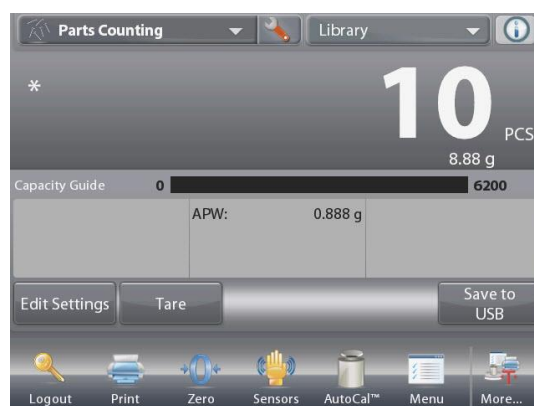 Parts Counting
Library
*
10
PCS
8.88 g
Capacity Guide 0 6200
APW: 0.888 g
Edit Settings
Tare
Save to
USB
Logout Print Zero Sensors AutoCal™ Menu More...